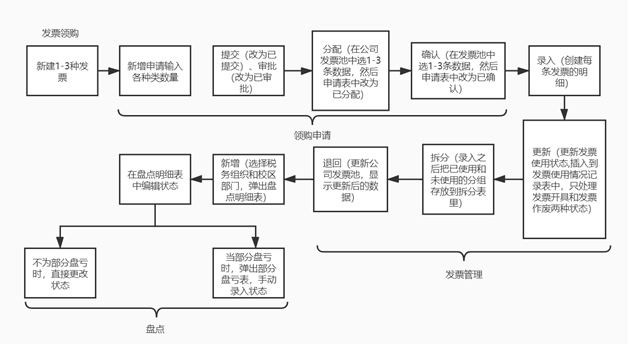 发票领购
新建1-3种发
票
新增申请输入
各种类数量
提交（改为已
提交）、审批
（改为已审
批）
分配（在公司
发票池中选1-3
条数据，然后
申请表中改为
已分配）
确认（在发票池中
选1-3条数据，然后
申请表中改为已确
认）
录入（创建每
条发票的明
细）
领购申请
在盘点明细表
中编辑状态
新增（选择税
务组织和校区
部门，弹出盘
点明细表）
退回（更新公
司发票池，显
示更新后的数
据）
拆分（录入之
后把已使用和
未使用的分组
存放到拆分表
里）
更新（更新发票
使用状态,插入到
发票使用情况记
录表中，只处理
发票开具和发票
作废两种状态）
不为部分盘亏
时，直接更改
状态
当部分盘亏
时，弹出部分
盘亏表，手动
录入状态
发票管理
盘点